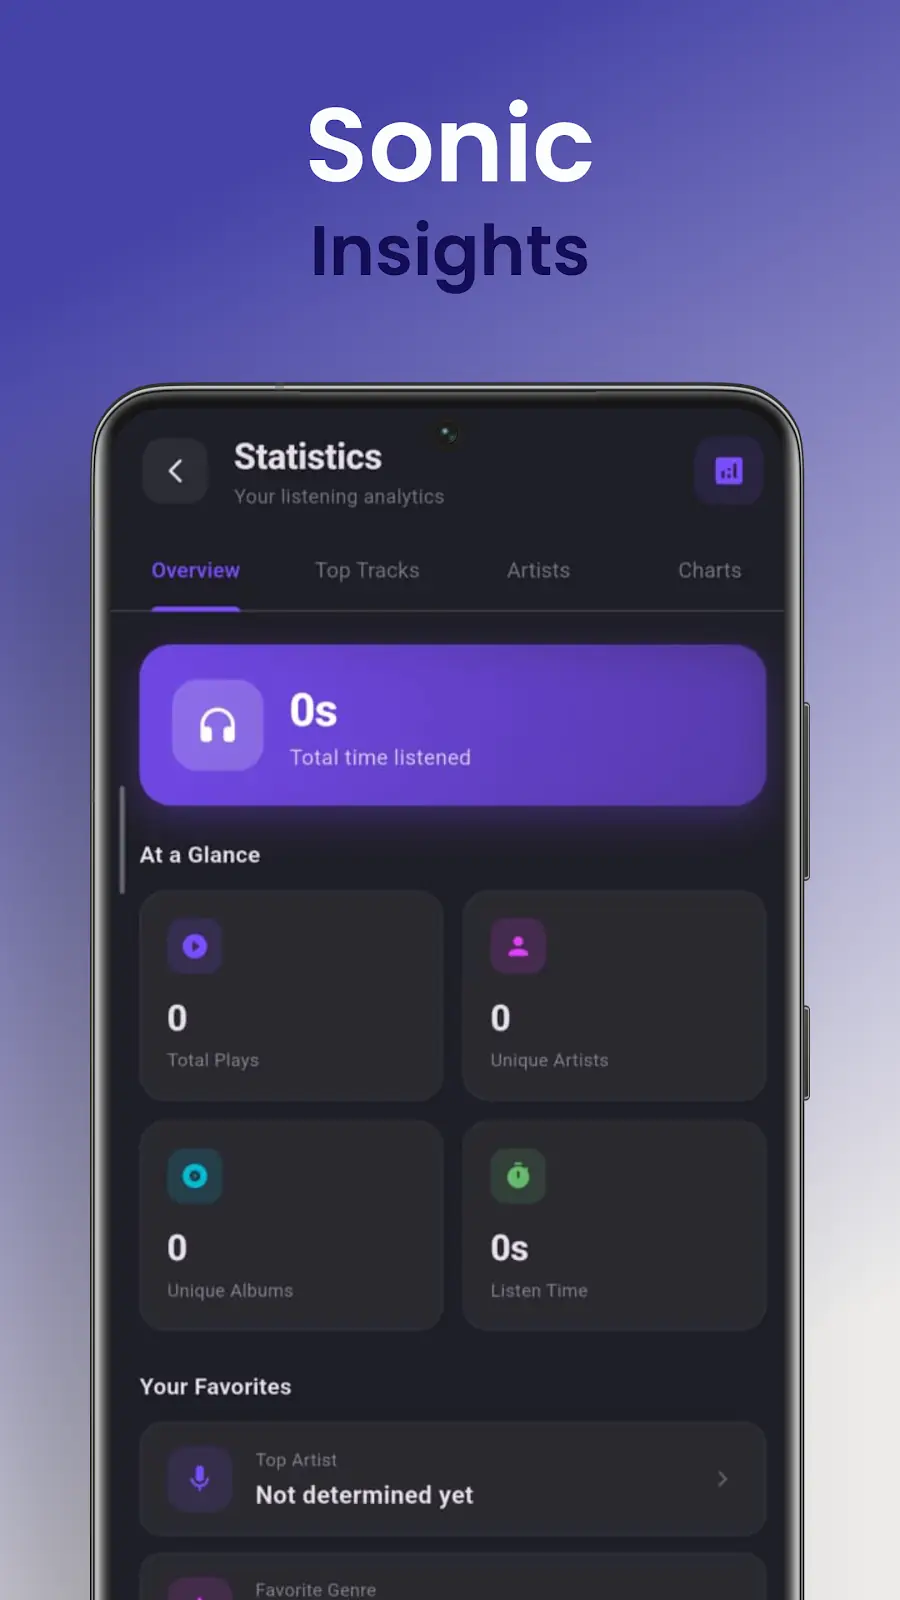 Sonic
Insights
Statistics
Your listening analytics
Overview
Top Tracks
Artists
Charts
0s
Total time listened
At a Glance
0
Total Plays
0
Unique Artists
0
Unique Albums
0s
Listen Time
Your Favorites
Top Artist
Not determined yet
Favorite Genre